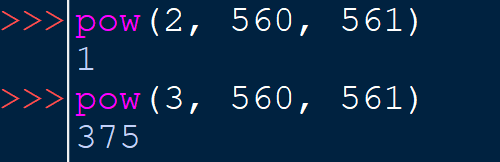 >>> pow(2, 560, 561)
1
>>> pow(3, 560, 561)
375